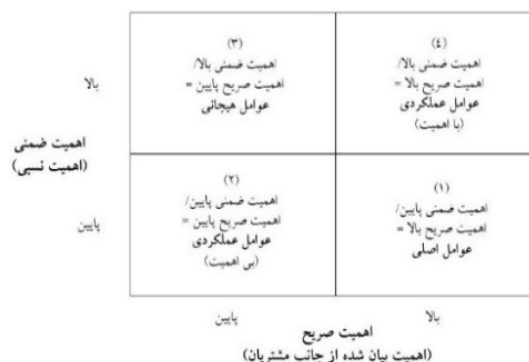 (۳)
اهمیت ضمنی بالا/
اهمیت صریح پایین =
عوامل هیجانی
(٤)
اهمیت ضمنی بالا/
اهمیت صریح بالا =
عوامل عملکردی
(با اهمیت)
بالا
اهمیت ضمنی
(اهمیت نسبی)
پایین
(۲)
اهمیت ضمنی پایین/
اهمیت صریح پایین =
عوامل عملکردی
(بی اهمیت)
(۱)
اهمیت ضمنی پایین/
اهمیت صریح بالا =
عوامل اصلی
پایین
بالا
اهمیت صریح
(اهمیت بیان شده از جانب مشتریان)